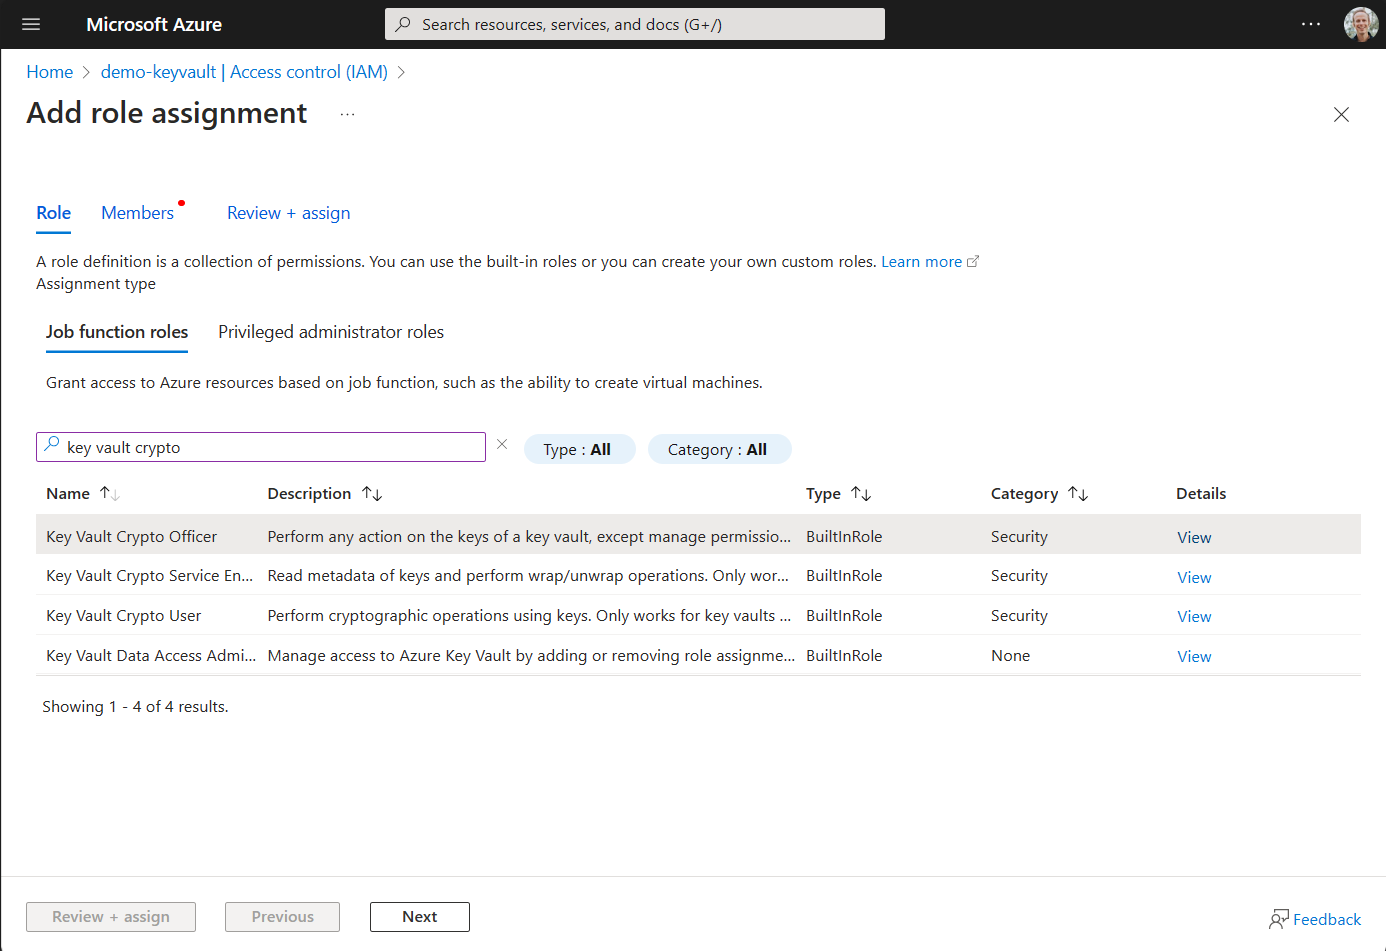 Microsoft Azure
Search resources, services, and docs (G+/)
...
Home > demo-keyvault | Access control (IAM) >
Add role assignment ...
Role Members Review + assign
A role definition is a collection of permissions. You can use the built-in roles or you can create your own custom roles. Learn more
Assignment type
Job function roles Privileged administrator roles
Grant access to Azure resources based on job function, such as the ability to create virtual machines.
key vault crypto Type : All Category : All
Name Description Type Category Details
Key Vault Crypto Officer Perform any action on the keys of a key vault, except manage permissio... BuiltInRole Security View
Key Vault Crypto Service En... Read metadata of keys and perform wrap/unwrap operations. Only wor... BuiltInRole Security View
Key Vault Crypto User Perform cryptographic operations using keys. Only works for key vaults ... BuiltInRole Security View
Key Vault Data Access Admi... Manage access to Azure Key Vault by adding or removing role assignme... BuiltInRole None View
Showing 1 - 4 of 4 results.
Review + assign Previous Next Feedback